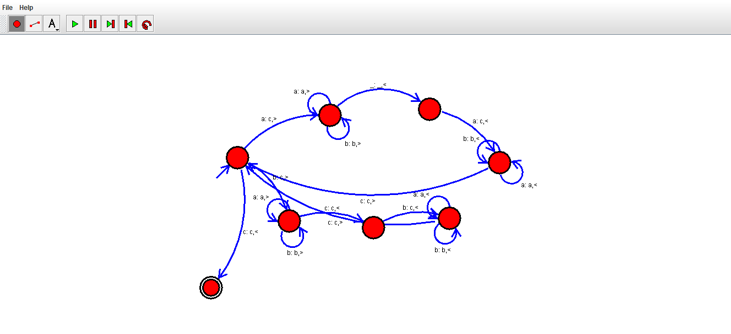 File Help
A
_: _,<
a: a,>
a: c,>
a: c,<
b: b,<
b: b,>
b: c,>
a: a,<
a: a,>
a: a,<
c: c,>
c: c,<
b: c,<
c: c,>
c: c,<
b: b,>
b: b,<